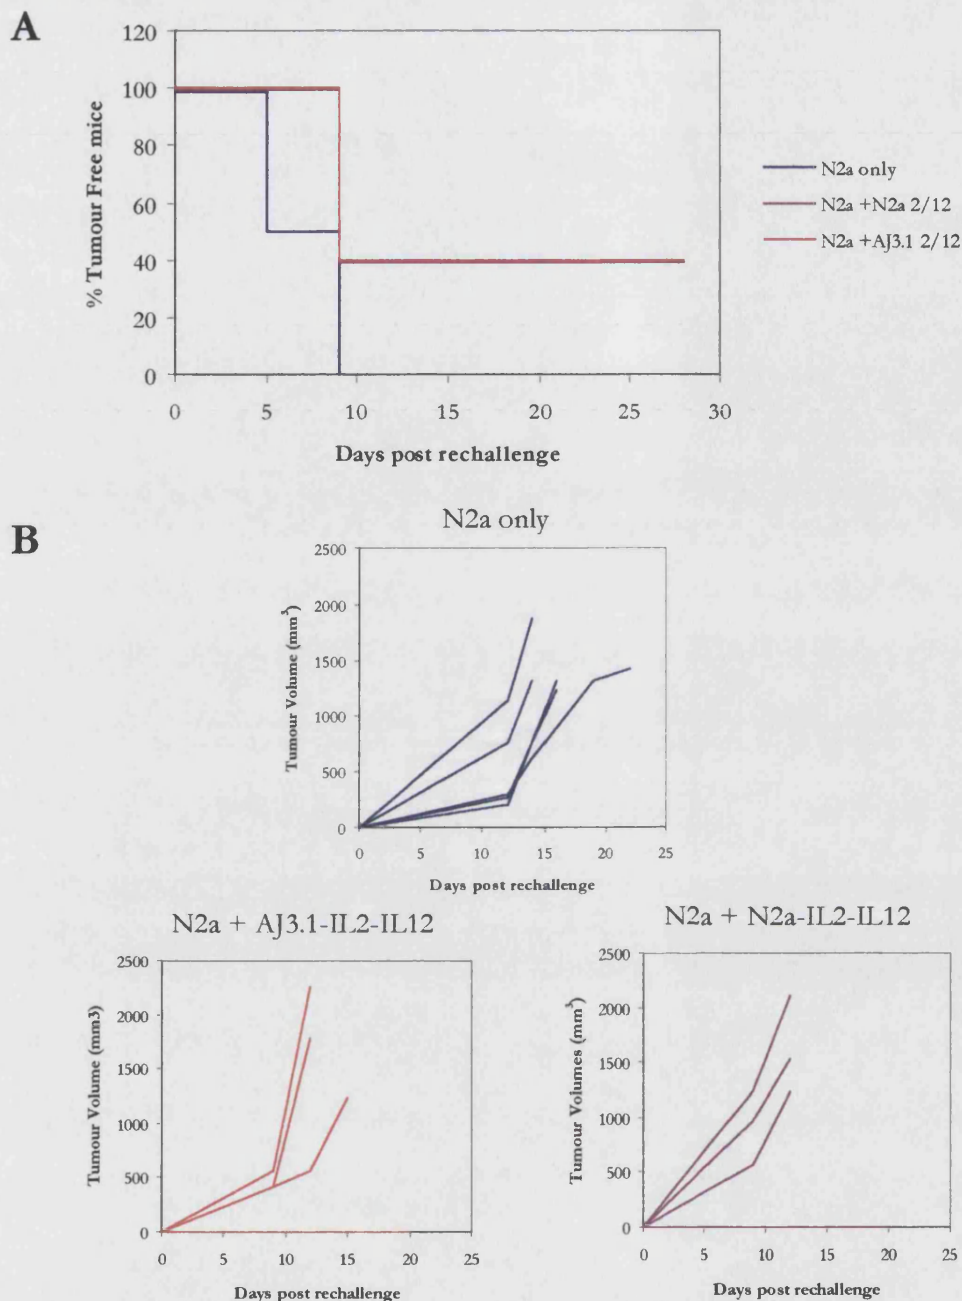 A
120
100
80
60
40
20
0
% Tumour Free mice
0 5 10 15 20 25 30
Days post rechallenge
N2a only
N2a +N2a 2/12
N2a +AJ3.1 2/12
B
N2a only
2500
2000
1500
1000
500
0
Tumour Volume (mm³)
0 5 10 15 20 25
Days post rechallenge
N2a + AJ3.1-IL2-IL12
2500
2000
1500
1000
500
0
Tumour Volume (mm3)
0 5 10 15 20 25
Days post rechallenge
N2a + N2a-IL2-IL12
2500
2000
1500
1000
500
0
Tumour Volumes (mm³)
0 5 10 15 20 25
Days post rechallenge